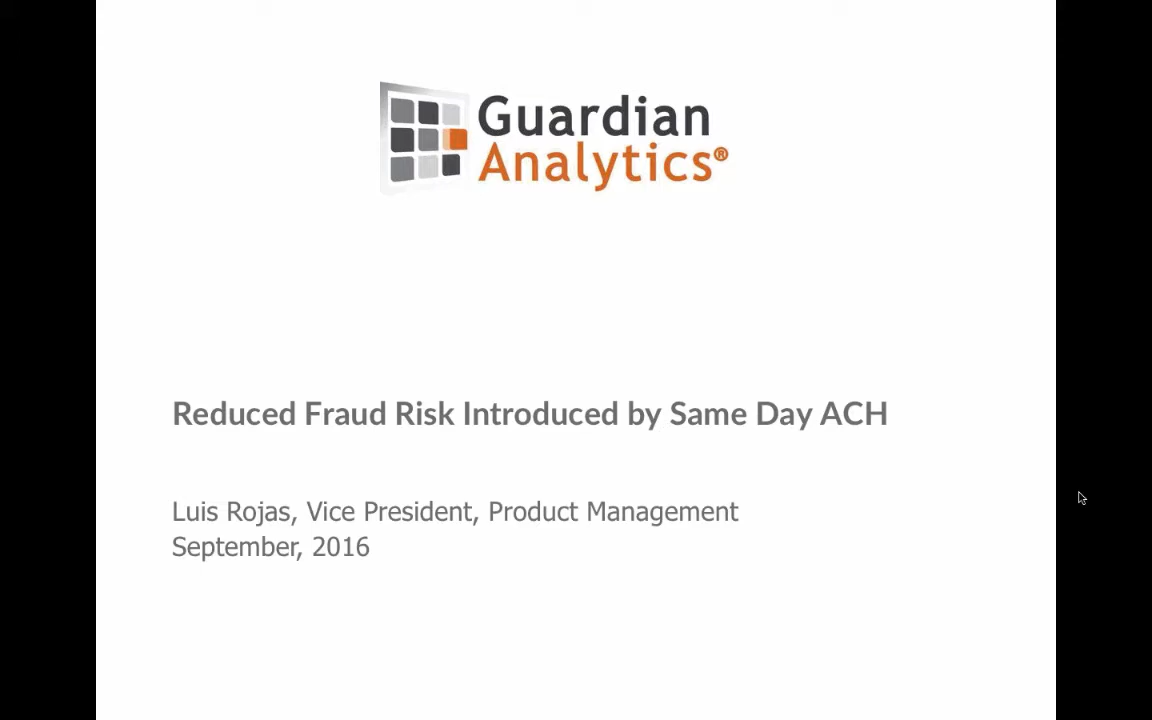 Guardian
Analytics®
Reduced Fraud Risk Introduced by Same Day ACH
Luis Rojas, Vice President, Product Management
September, 2016